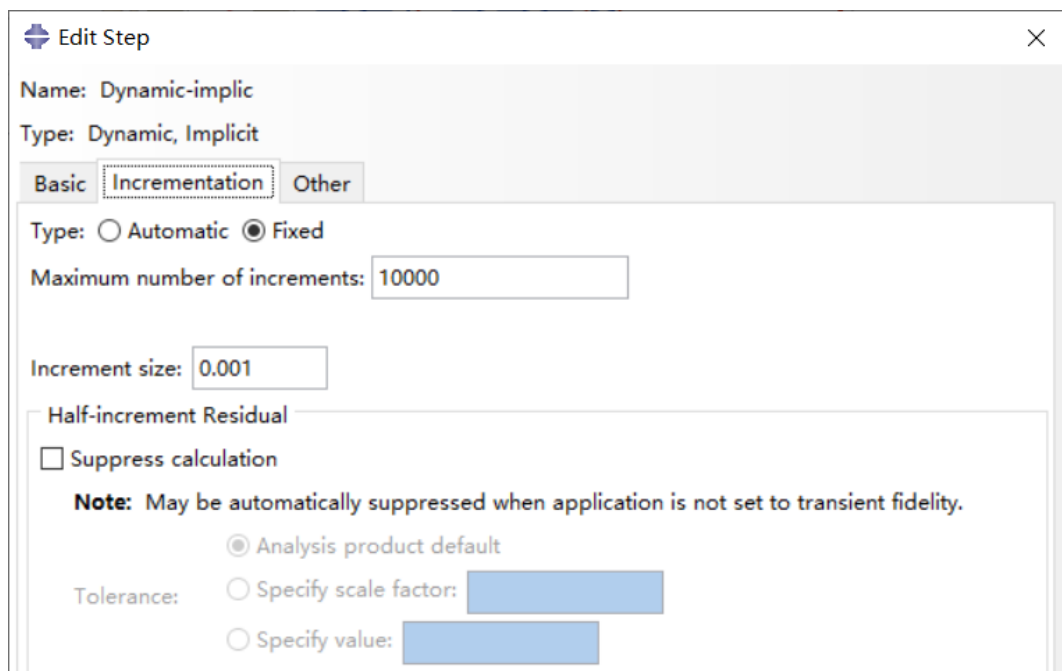 Edit Step
Name: Dynamic-implic
Type: Dynamic, Implicit
Basic Incrementation Other
Type: Automatic Fixed
Maximum number of increments: 10000
Increment size: 0.001
Half-increment Residual
Suppress calculation
Note: May be automatically suppressed when application is not set to transient fidelity.
Analysis product default
Tolerance:
Specify scale factor:
Specify value: